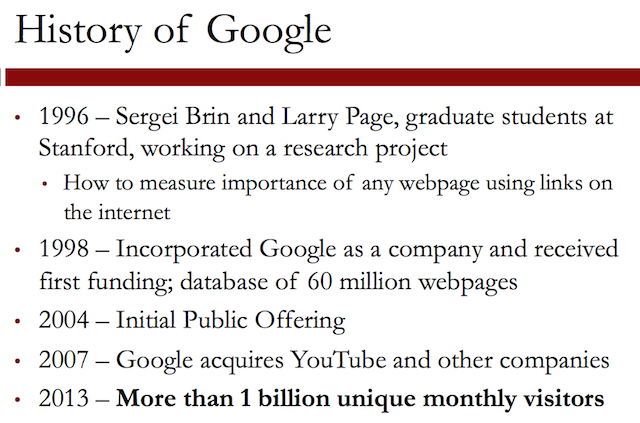 History of Google
• 1996 – Sergei Brin and Larry Page, graduate students at
Stanford, working on a research project
• How to measure importance of any webpage using links on
the internet
• 1998 – Incorporated Google as a company and received
first funding; database of 60 million webpages
• 2004 – Initial Public Offering
• 2007 – Google acquires YouTube and other companies
• 2013 – More than 1 billion unique monthly visitors